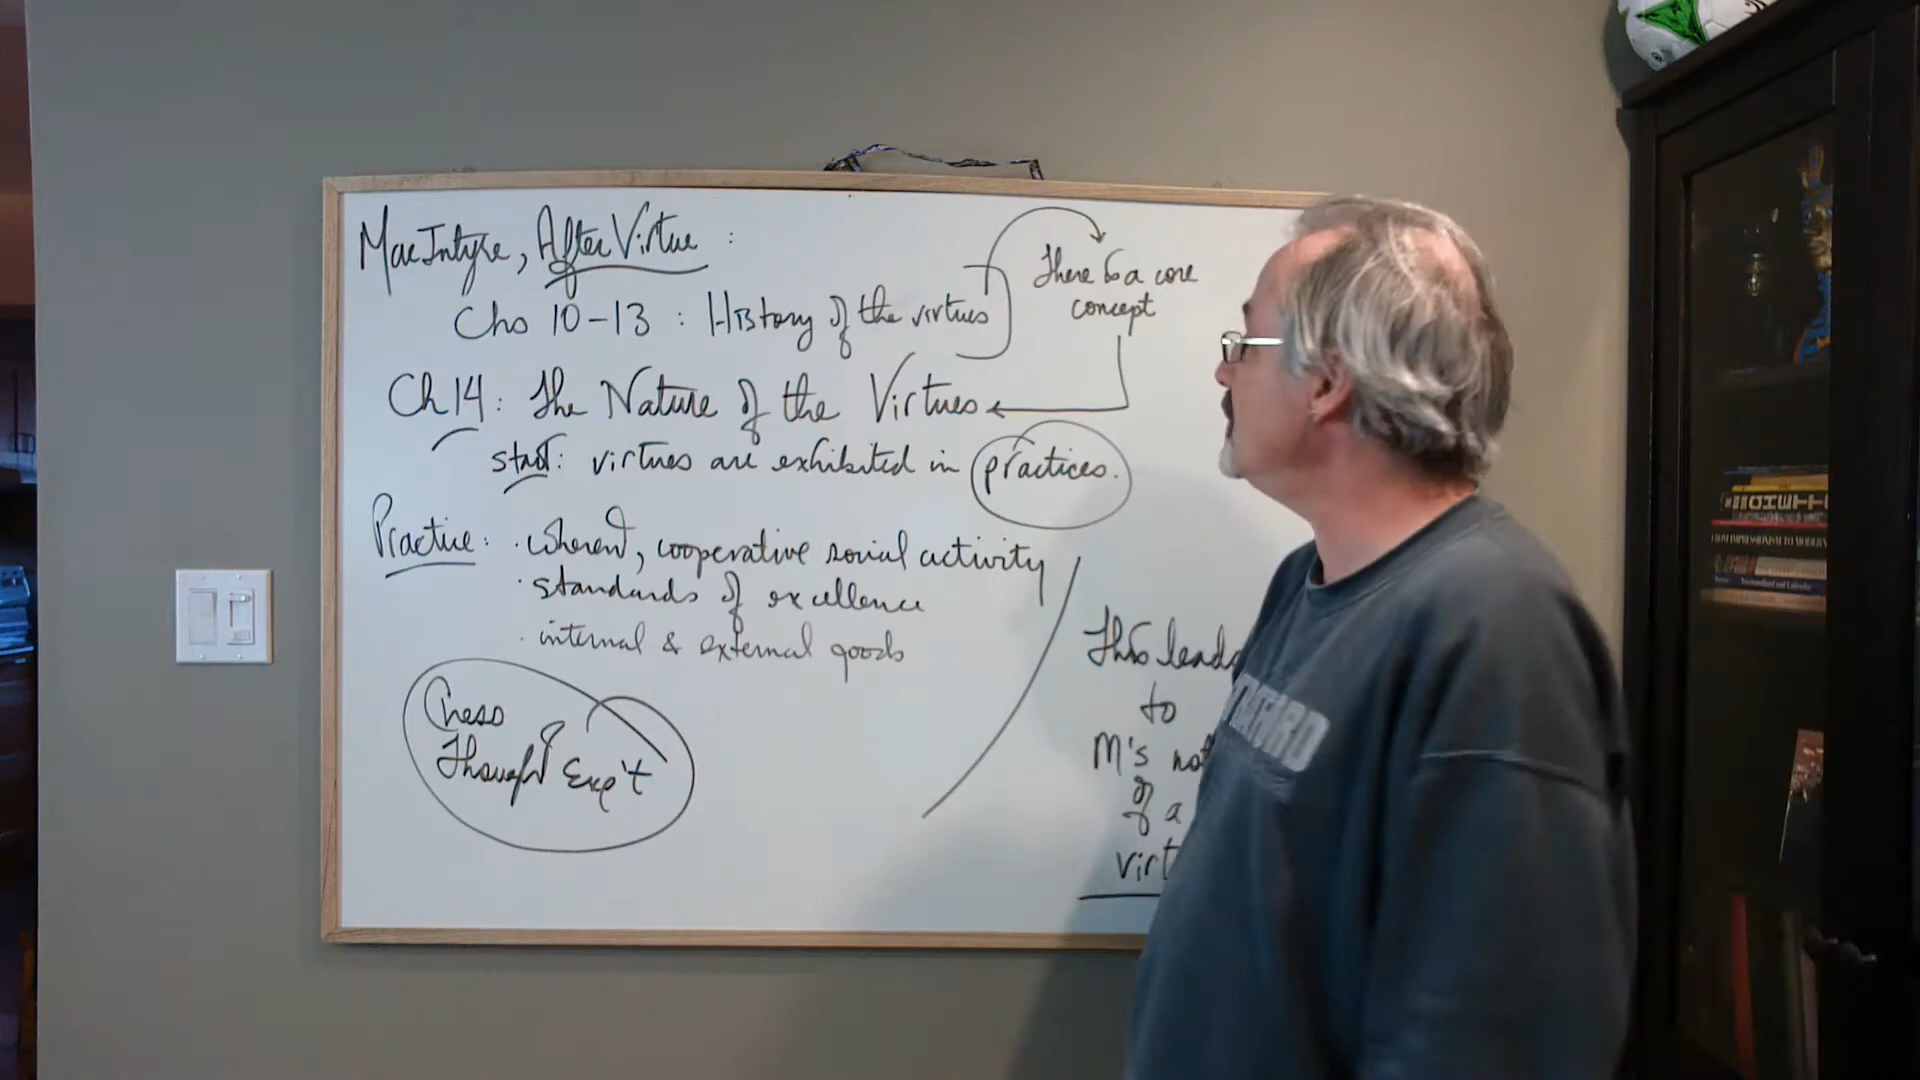 MacIntyre, After Virtue :
Chs 10-13 : History of the virtues
There is a core
concept
Ch 14: The Nature of the Virtues
start: virtues are exhibited in practices.
Practice: · coherent, cooperative social activity
· standards of excellence
· internal & external goods
Chess
Thought Exp't
This leads
to
M's
of a